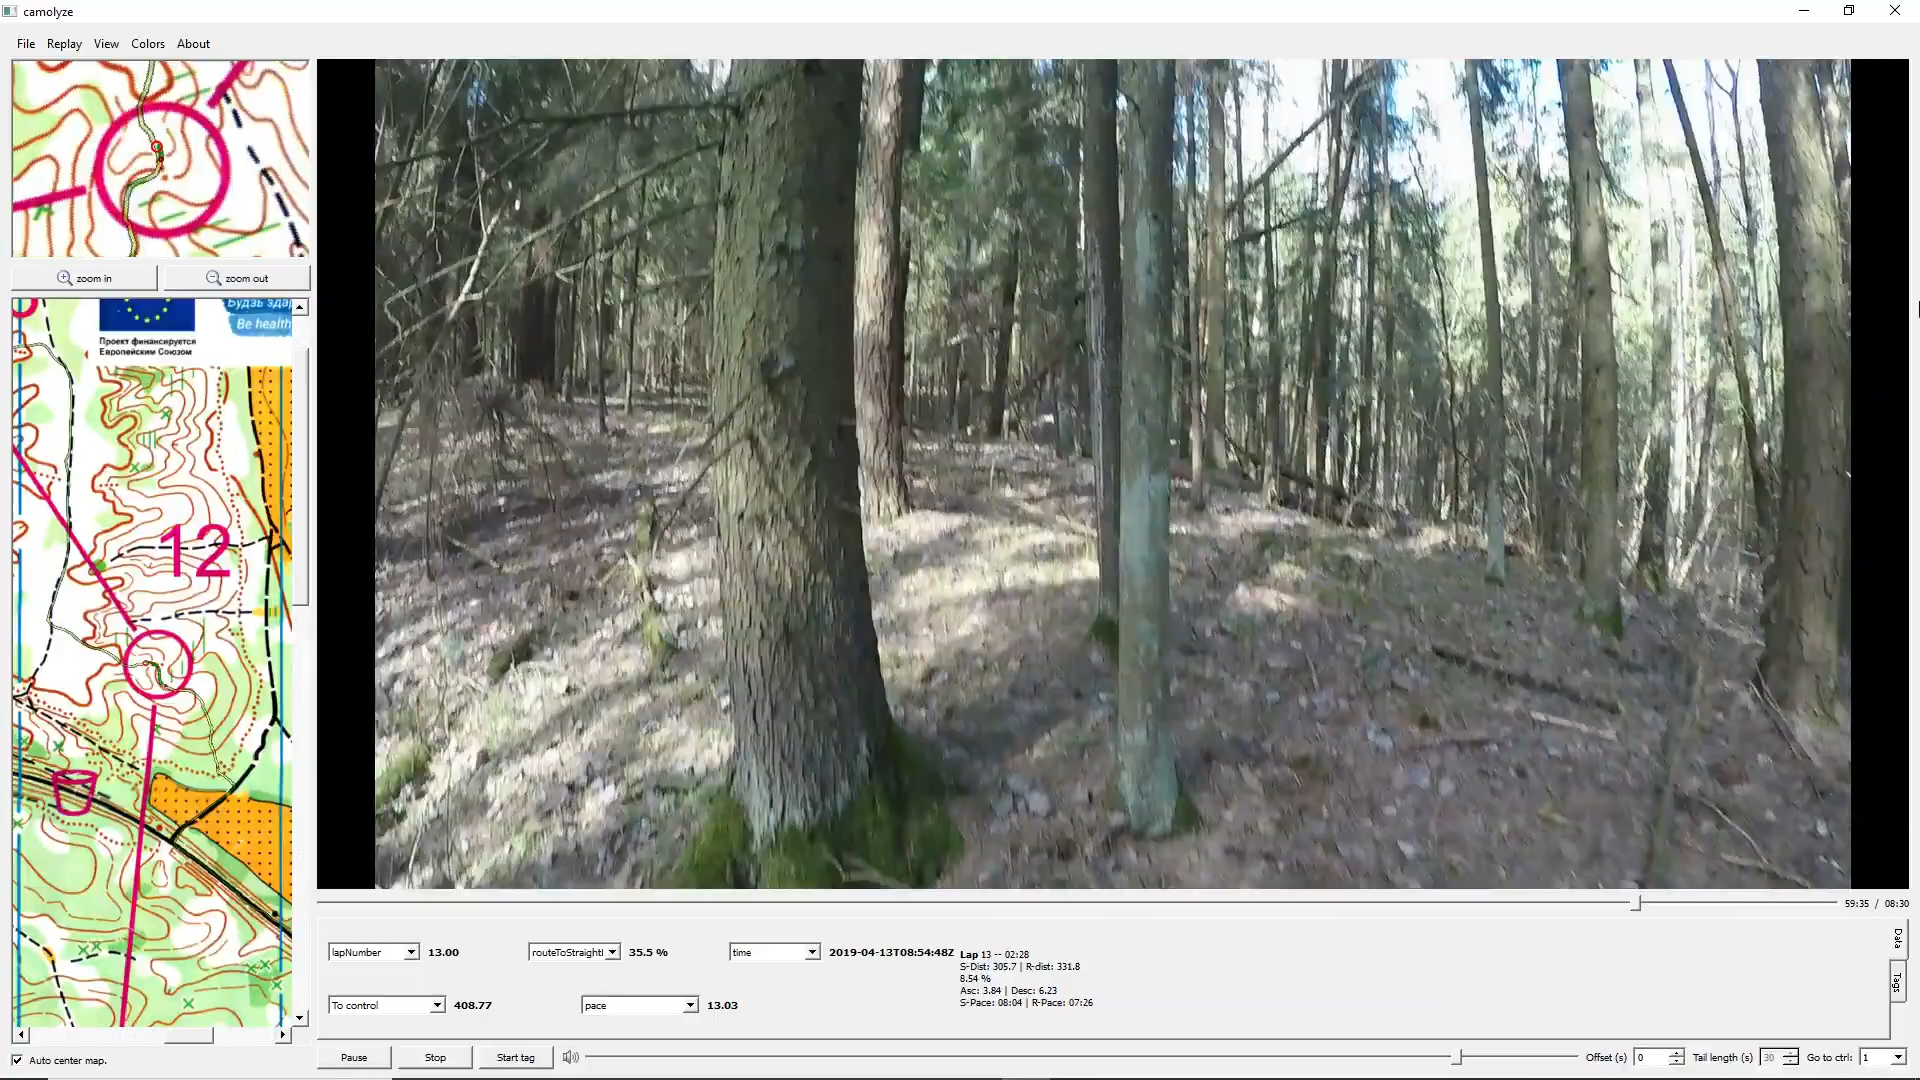 camolyze
File Replay View Colors About
zoom in
zoom out
Be health
Проект финансируется
Европейским Союзом
12
59:35 / 08:30
lapNumber 13.00
routeToStraightl 35.5 %
time 2019-04-13T08:54:48Z
To control 408.77
pace 13.03
Lap 13 -- 02:28
S-Dist: 305.7 | R-dist: 331.8
8.54 %
Asc: 3.84 | Desc: 6.23
S-Pace: 08:04 | R-Pace: 07:26
Data
Tags
Auto center map.
Pause
Stop
Start tag
Offset (s) 0
Tail length (s) 30
Go to ctrl: 1